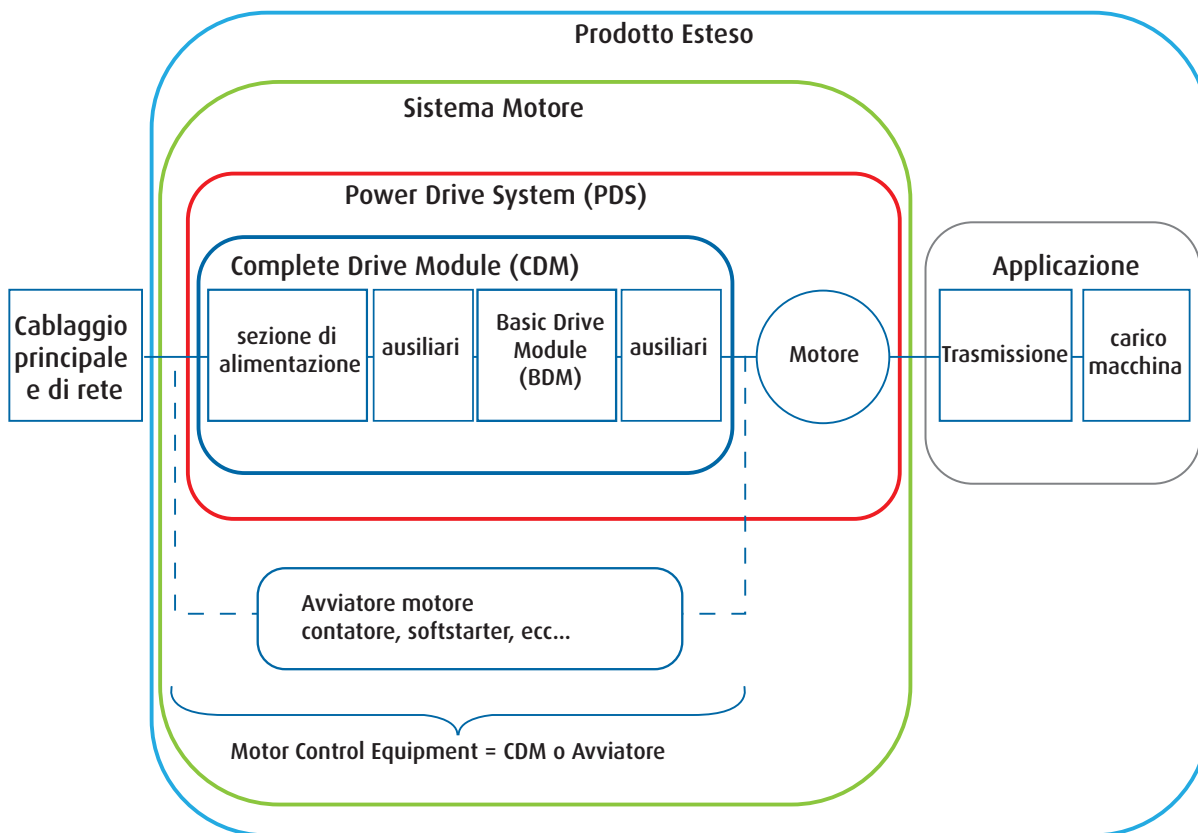 Prodotto Esteso
Sistema Motore
Power Drive System (PDS)
Complete Drive Module (CDM)
Applicazione
Cablaggio
principale
e di rete
sezione di
alimentazione
ausiliari
Basic Drive
Module
(BDM)
ausiliari
Motore
Trasmissione
carico
macchina
Avviatore motore
contatore, softstarter, ecc...
Motor Control Equipment = CDM o Avviatore